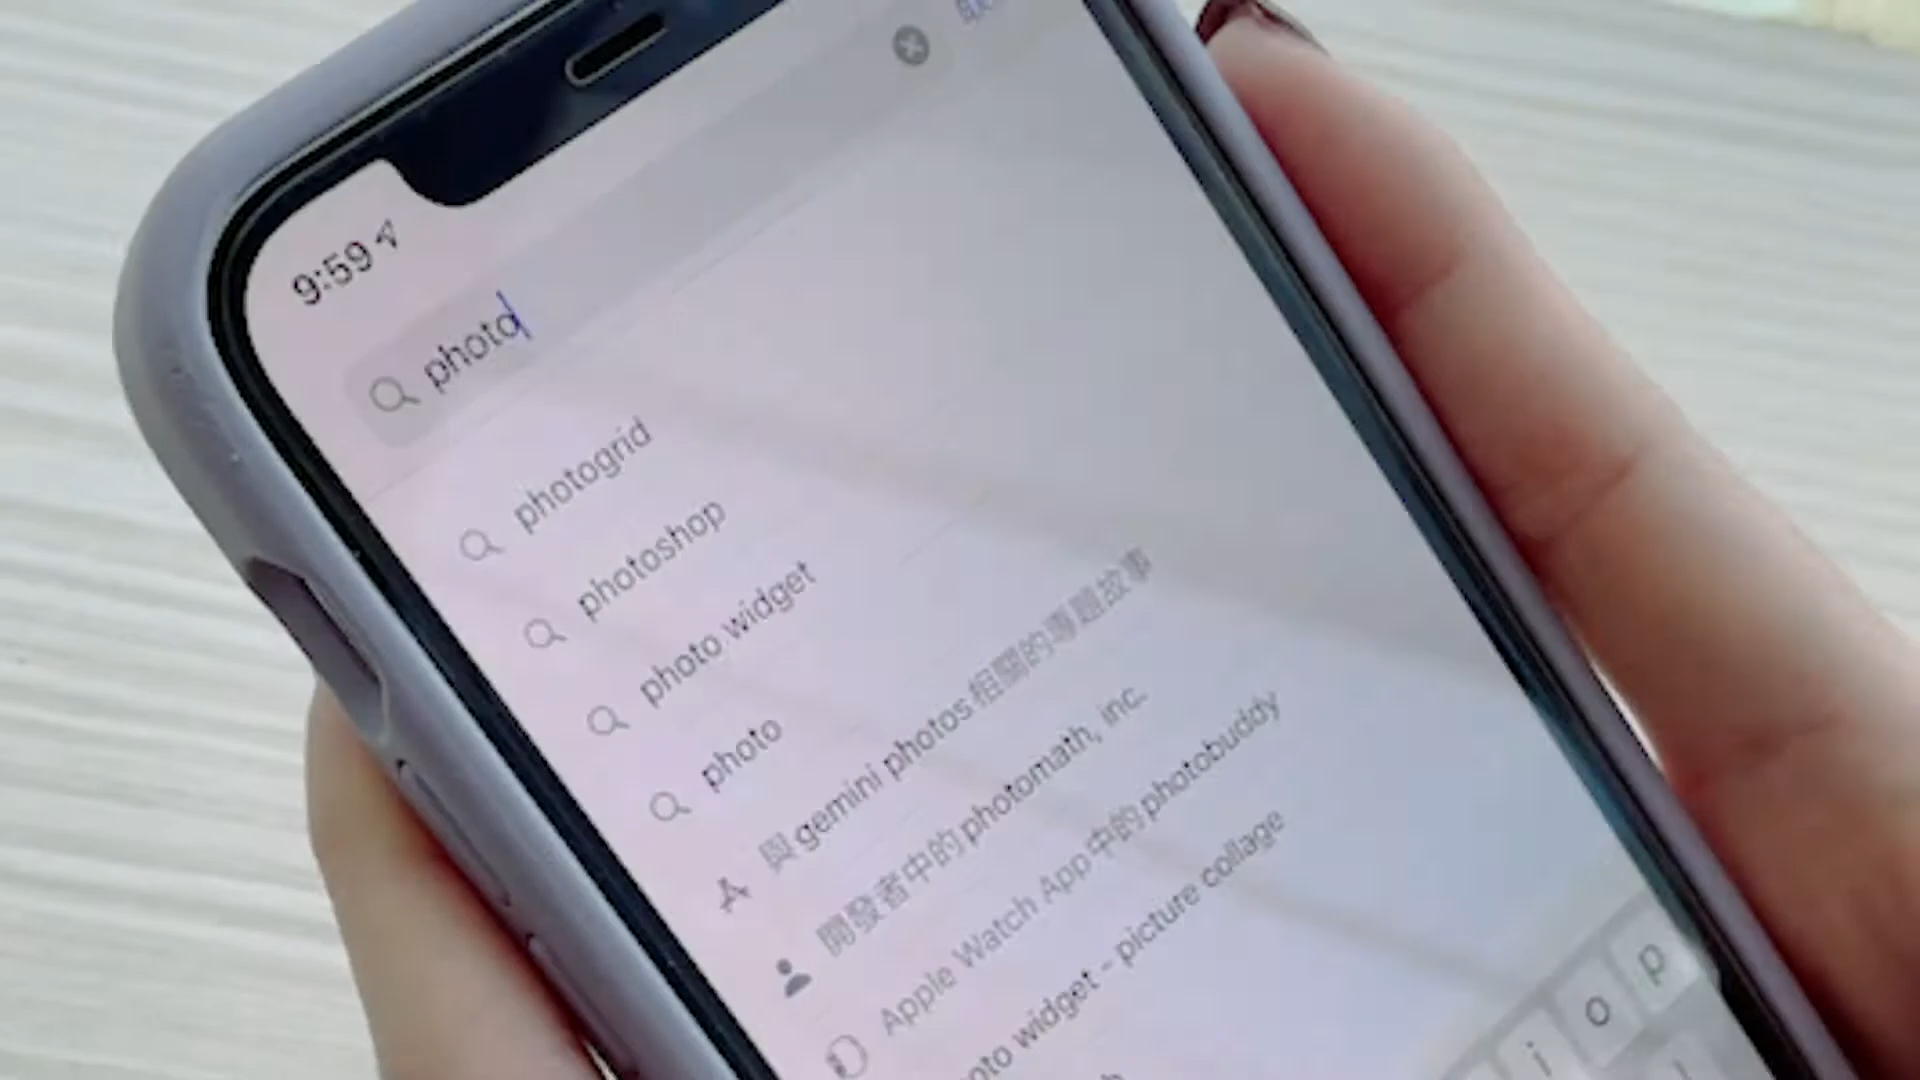 9:59
photo
photogrid
photoshop
photo widget
photo
與 gemini photos 相關的專題故事
開發者中的 photomath, inc.
Apple Watch App 中的 photobuddy
oto widget - picture collage
i o p